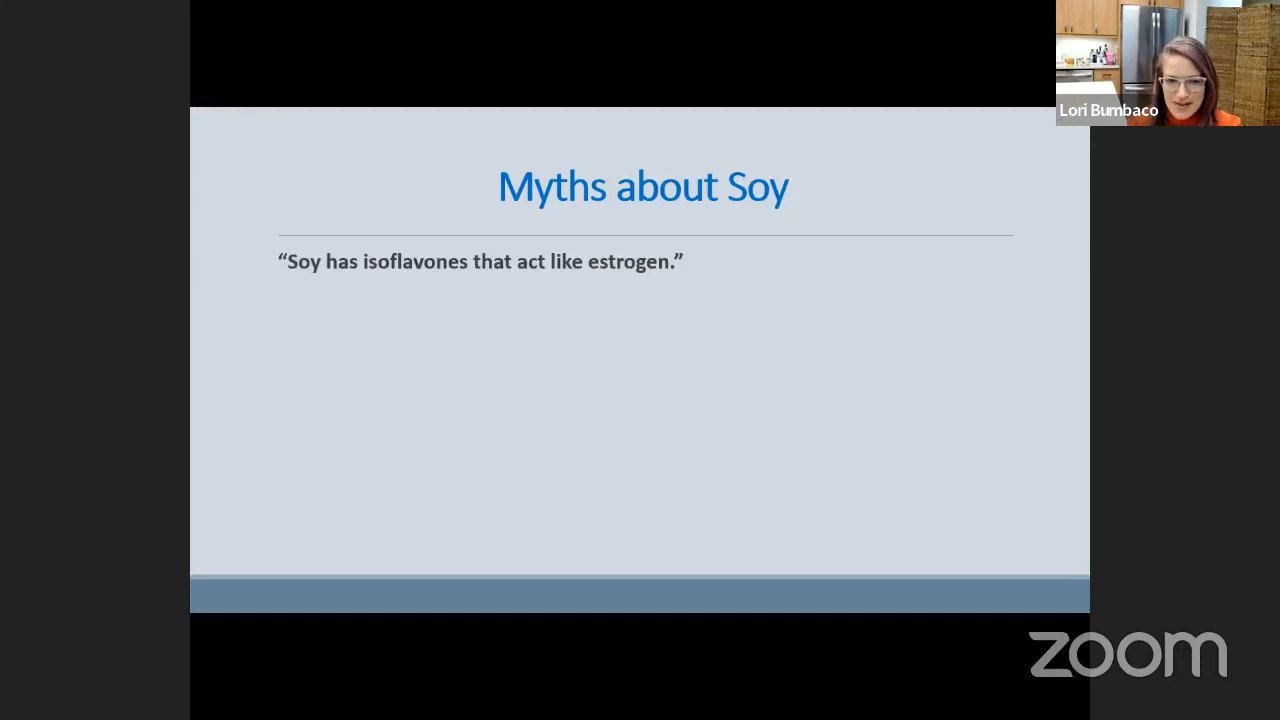 Lori Bumbaco
Myths about Soy
“Soy has isoflavones that act like estrogen.”
zoom